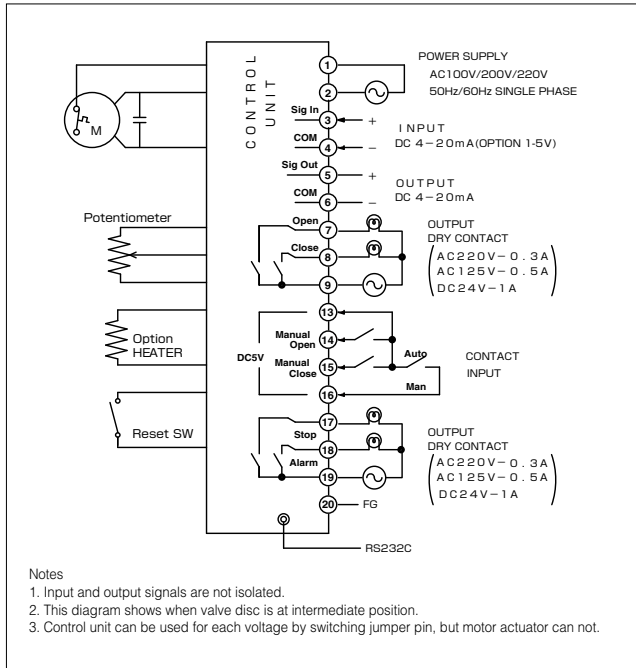 CONTROL UNIT
1
2
Sig In
3
COM
4
Sig Out
5
COM
6
Open
7
Close
8
9
13
Manual
Open
14
DC5V
Manual
Close
15
16
17
Stop
18
Alarm
19
20
M
Potentiometer
Option
HEATER
Reset SW
POWER SUPPLY
AC100V/200V/220V
50Hz/60Hz SINGLE PHASE
+
INPUT
−
DC 4−20mA(OPTION 1-5V)
+
OUTPUT
−
DC 4−20mA
OUTPUT
DRY CONTACT
AC220V−0.3A
AC125V−0.5A
DC24V−1A
Auto
Man
CONTACT
INPUT
OUTPUT
DRY CONTACT
AC220V−0.3A
AC125V−0.5A
DC24V−1A
FG
RS232C
Notes
1. Input and output signals are not isolated.
2. This diagram shows when valve disc is at intermediate position.
3. Control unit can be used for each voltage by switching jumper pin, but motor actuator can not.